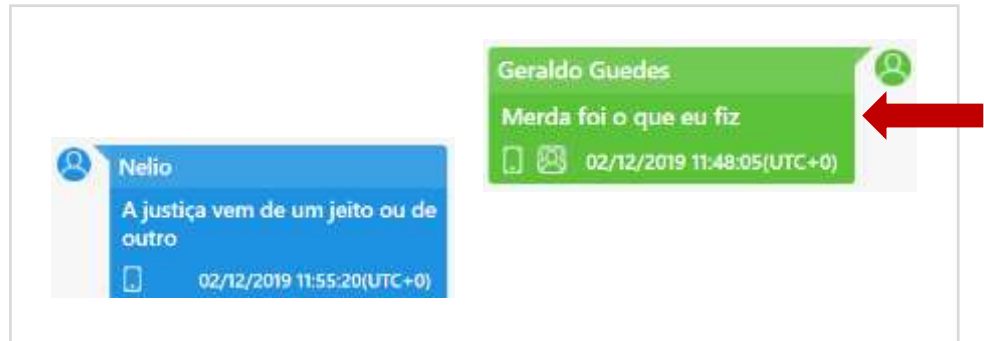 Geraldo Guedes
Merda foi o que eu fiz
02/12/2019 11:48:05(UTC+0)
Nelio
A justiça vem de um jeito ou de
outro
02/12/2019 11:55:20(UTC+0)